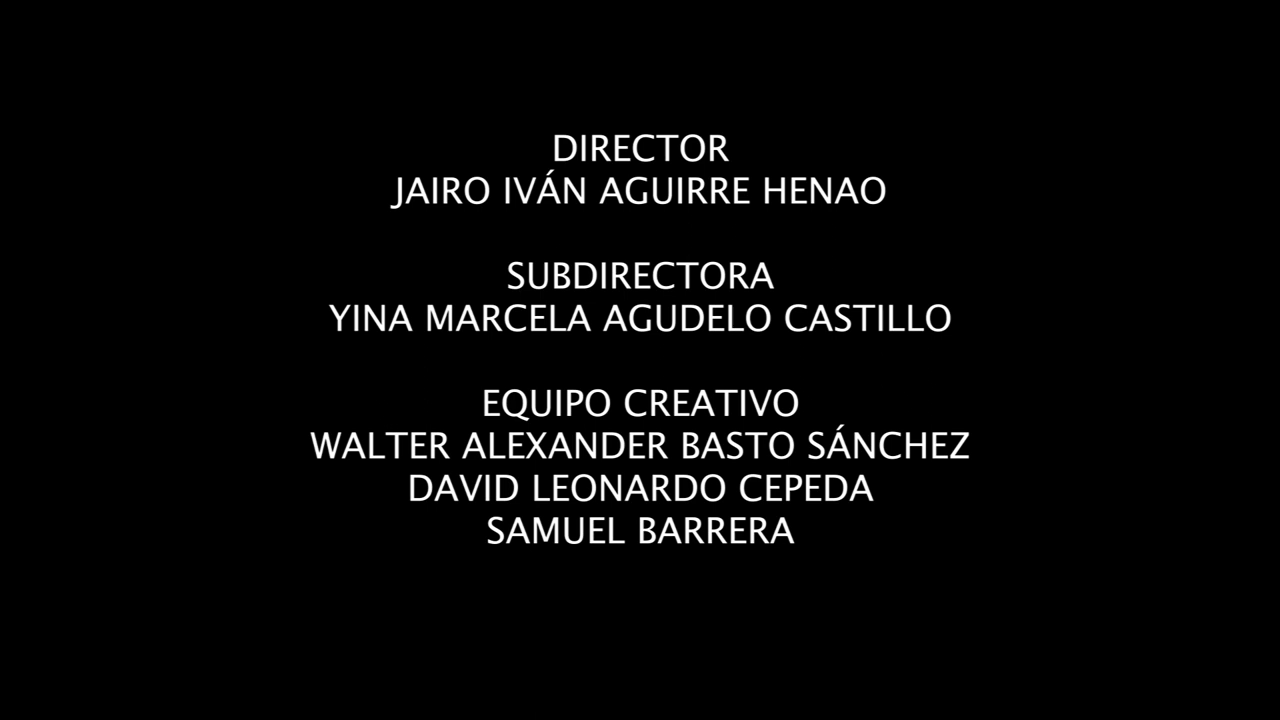 DIRECTOR
JAIRO IVÁN AGUIRRE HENAO
SUBDIRECTORA
YINA MARCELA AGUDELO CASTILLO
EQUIPO CREATIVO
WALTER ALEXANDER BASTO SÁNCHEZ
DAVID LEONARDO CEPEDA
SAMUEL BARRERA